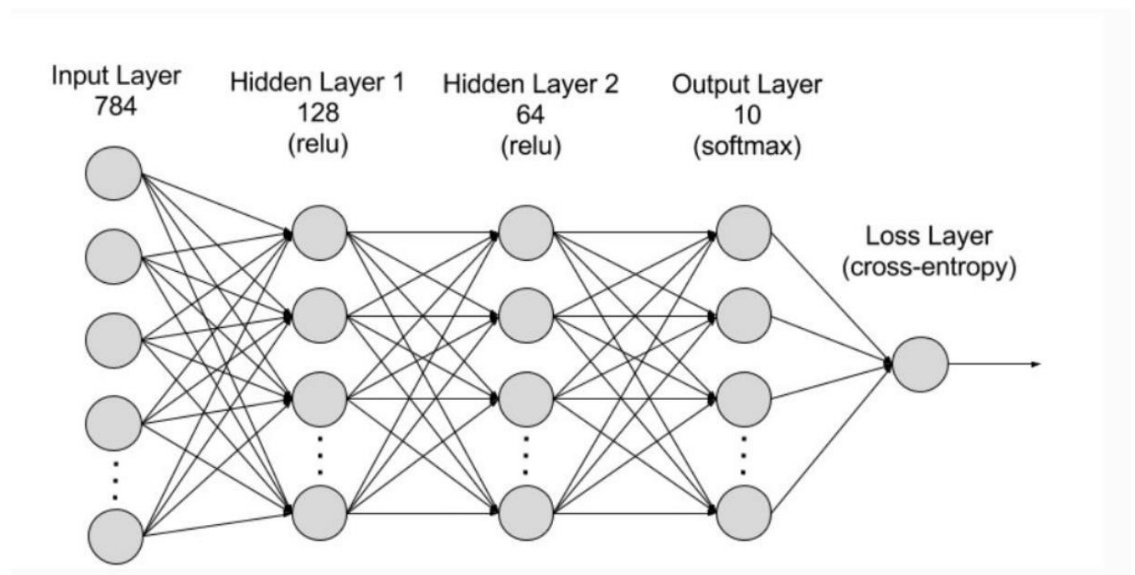 Input Layer
784
Hidden Layer 1
128
(relu)
Hidden Layer 2
64
(relu)
Output Layer
10
(softmax)
Loss Layer
(cross-entropy)